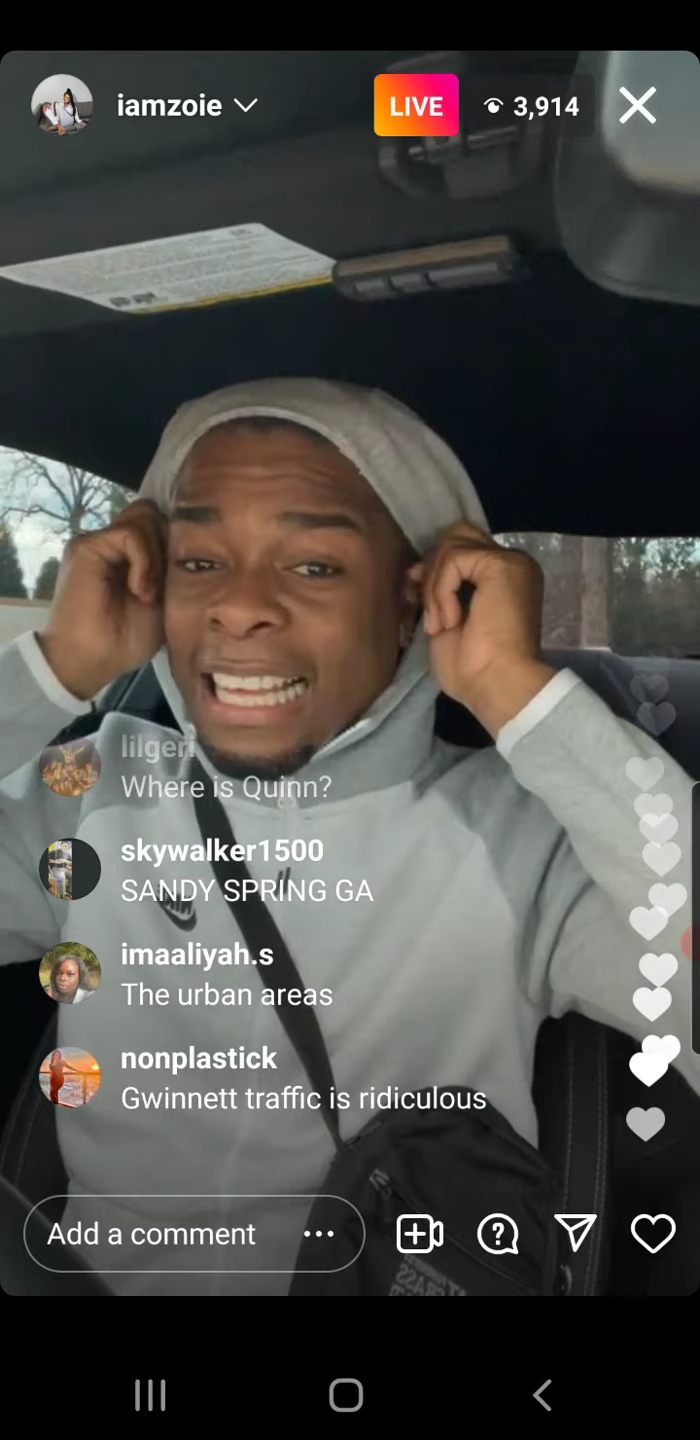 iamzoie
LIVE
3,914
lilgeri
Where is Quinn?
skywalker1500
SANDY SPRING GA
imaaliyah.s
The urban areas
nonplastick
Gwinnett traffic is ridiculous
Add a comment